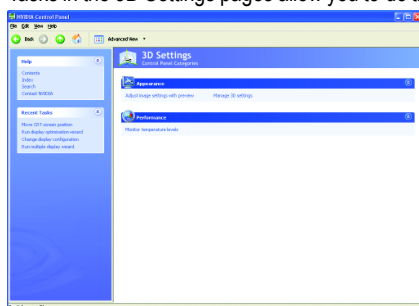 Tasks in the 3D Settings pages allow you to do t
NVIDIA Control Panel
File Edit View Help
Back Advanced View
Help
Contents
Index
Search
Contact NVIDIA
Recent Tasks
Move CRT screen position
Run display optimization wizard
Change display configuration
Run multiple display wizard
3D Settings
Control Panel Categories
Appearance
Adjust image settings with preview Manage 3D settings
Performance
Monitor temperature levels